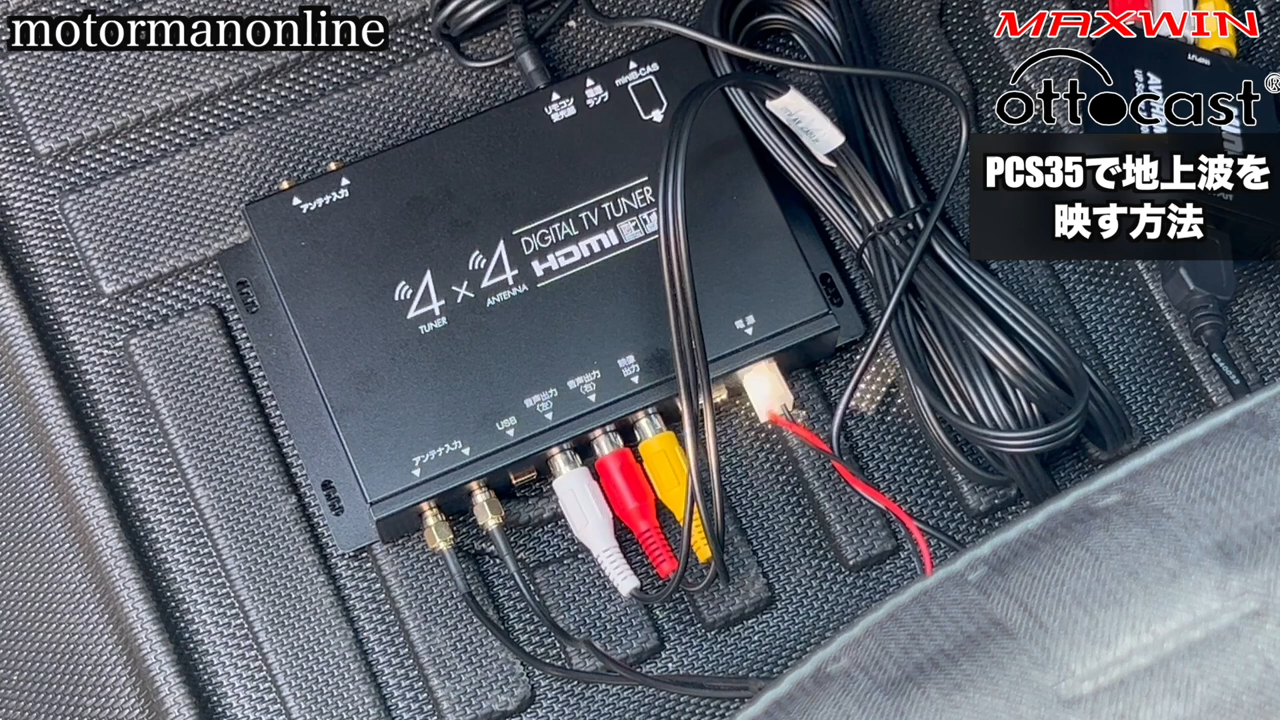 motormanonline
MAXWIN
ottocast®
PCS35で地上波を
映す方法
リモコン
受光部
電源
ランプ
miniB-CAS
アンテナ入力
4×4
TUNER
ANTENNA
DIGITAL TV TUNER
HDMI
電源
映像
出力
音声出力
(右)
音声出力
(左)
USB
アンテナ入力
INPUT